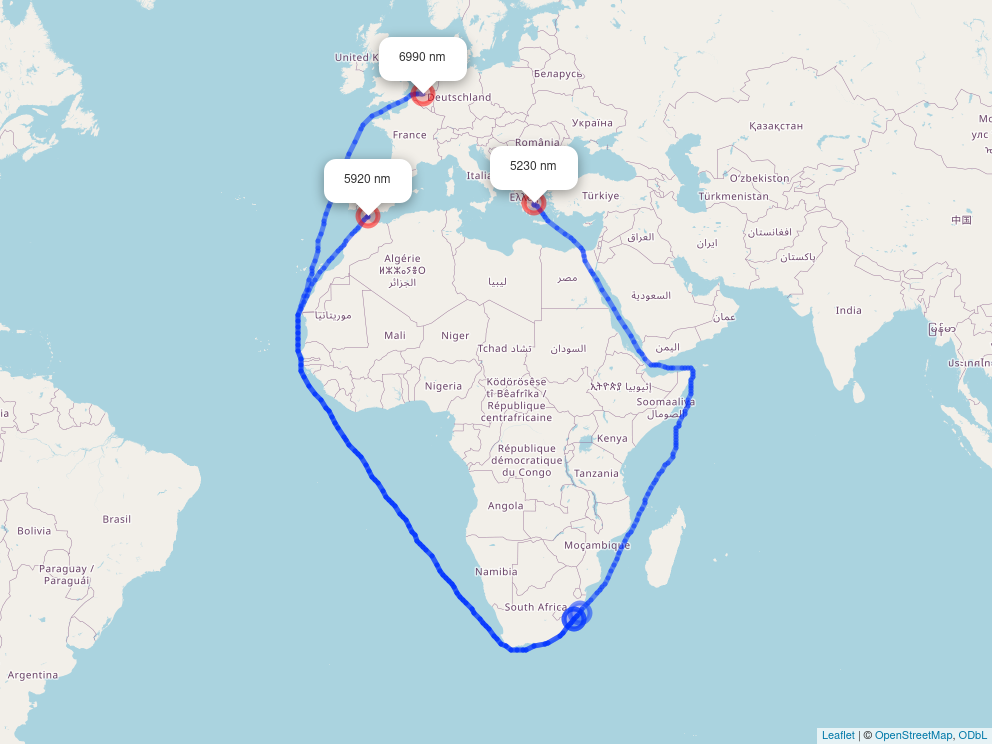 6990 nm
United K
Беларусь
Deutschland
Україна
Қазақстан
France
România
5920 nm
5230 nm
Itali
Türkiye
Oʻzbekiston
Türkmenistan
中国
Algérie
ⵍⵣⵣⴰⵢⴻⵔ
الجزائر
ليبيا
مصر
العراق
ایران
افغانستان
پاکستان
السعودية
عمان
India
موريتانيا
Mali
Niger
Tchad تشاد
السودان
اليمن
Nigeria
Ködörösêse
tî Bêafrîka /
République
centrafricaine
ኢትዮጵያ إثيوبيا
Soomaaliya
الصومال
Kenya
République
démocratique
du Congo
Tanzania
Angola
Brasil
Bolivia
Moçambique
Paraguay /
Paraguái
Namibia
South Africa
Argentina
Leaflet | © OpenStreetMap, ODbL